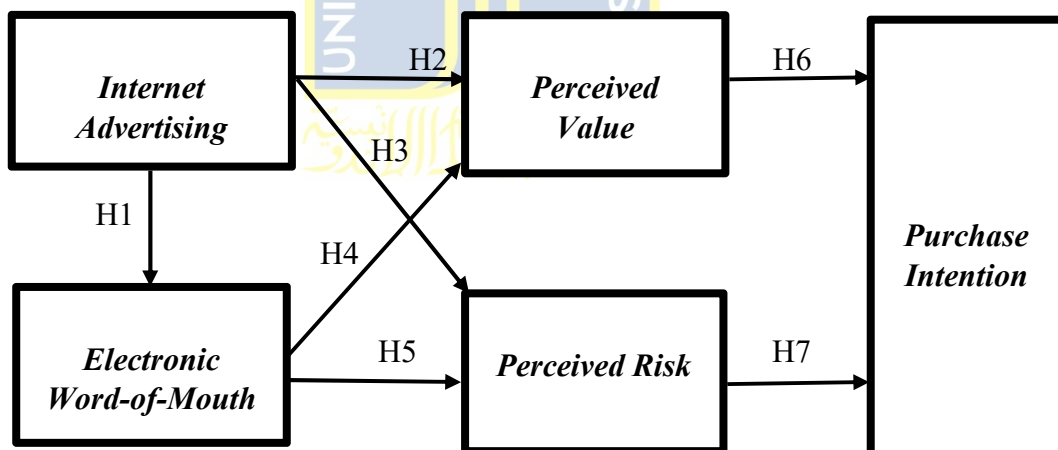 UNI
S
Internet
Advertising
H2
Perceived
Value
H6
H3
H1
H4
Purchase
Intention
Electronic
Word-of-Mouth
H5
Perceived Risk
H7